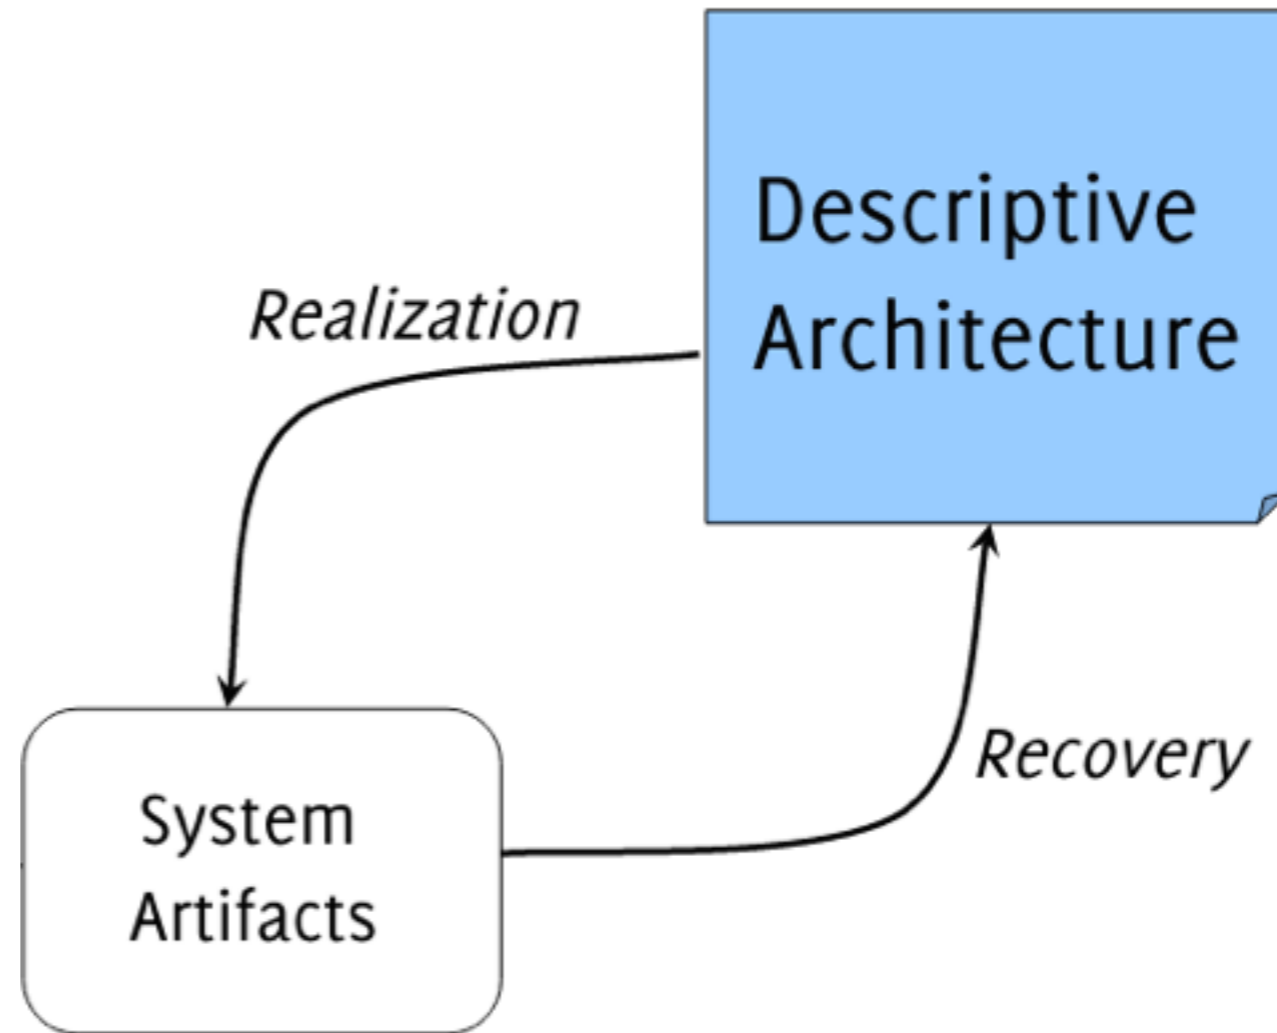 Descriptive
Architecture
Realization
Recovery
System
Artifacts